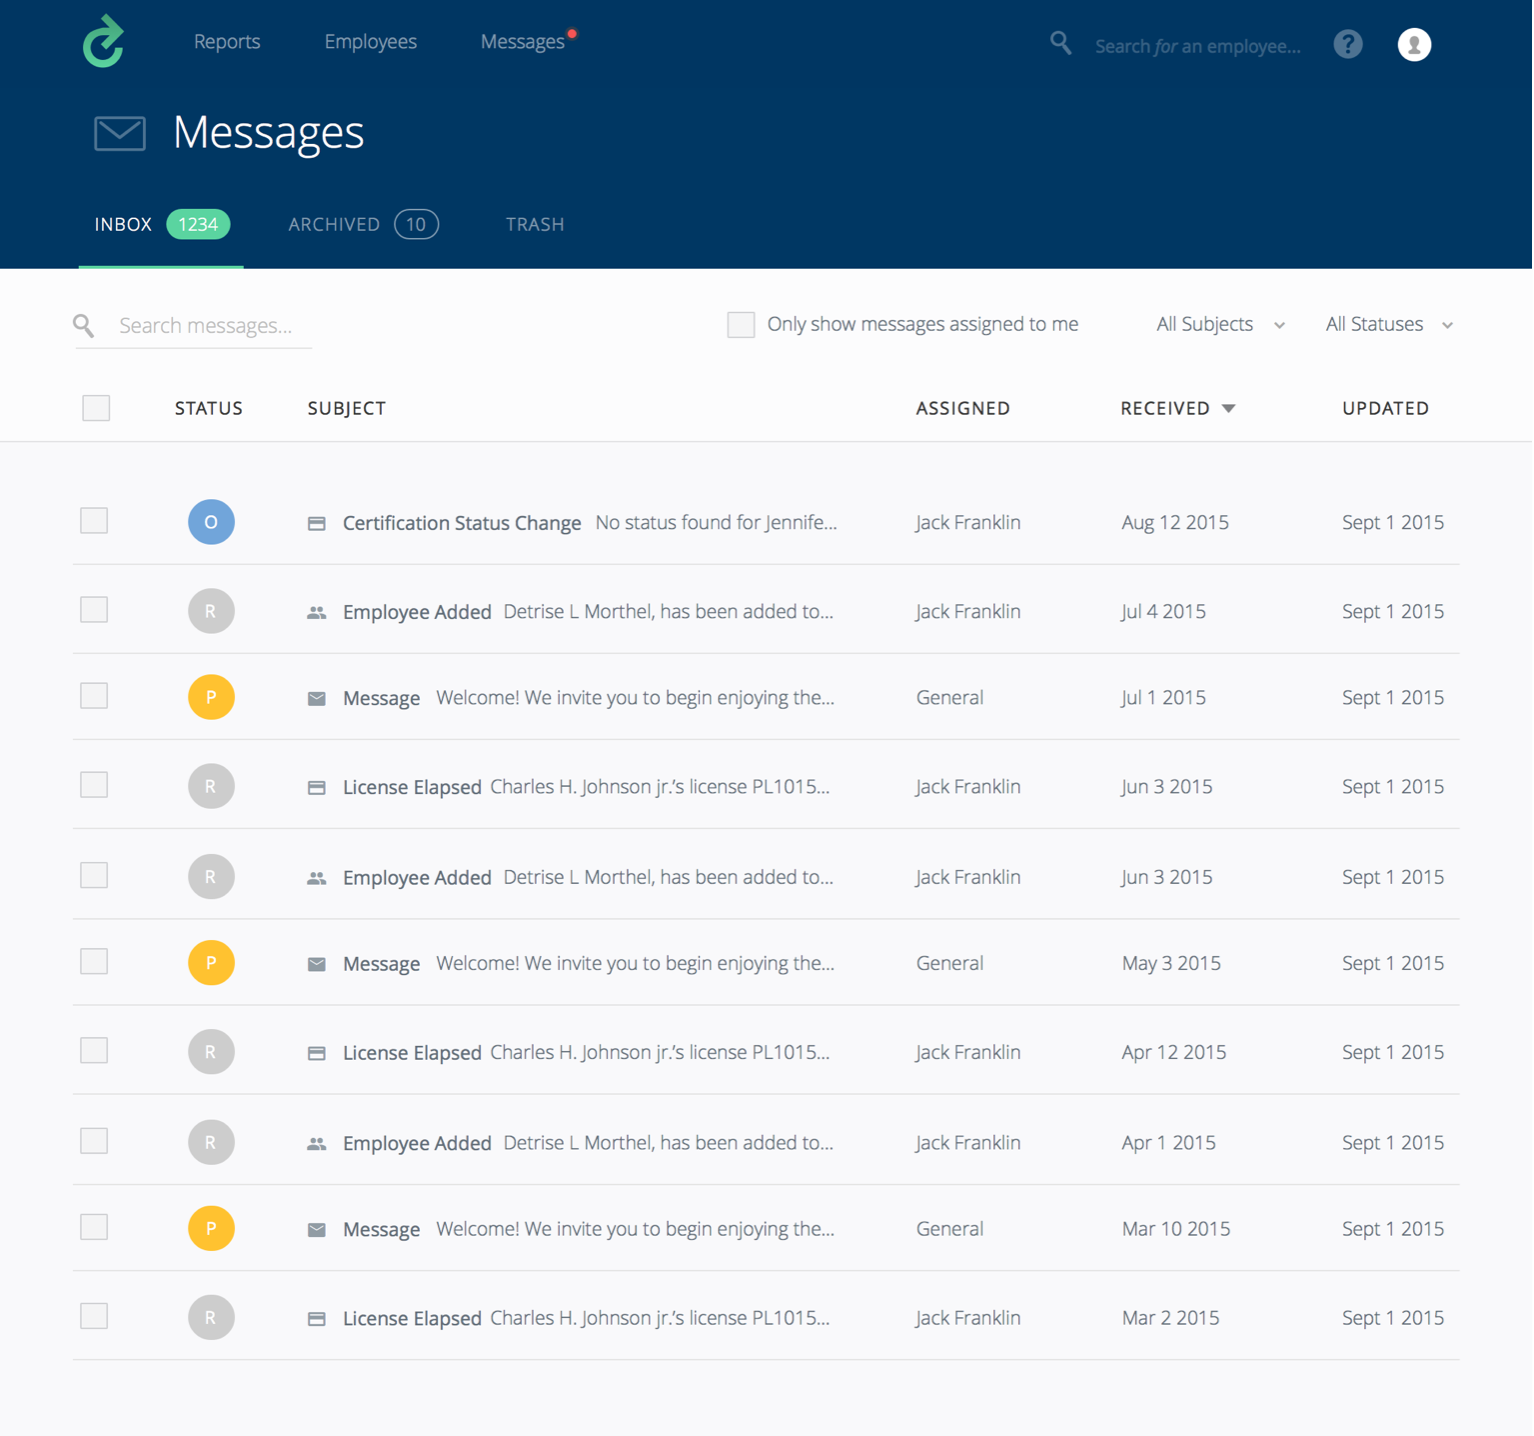 Reports Employees Messages Search for an employee... ?
Messages
INBOX 1234 ARCHIVED 10 TRASH
Search messages... Only show messages assigned to me All Subjects All Statuses
STATUS SUBJECT ASSIGNED RECEIVED UPDATED
O Certification Status Change No status found for Jennife... Jack Franklin Aug 12 2015 Sept 1 2015
R Employee Added Detrise L Morthel, has been added to... Jack Franklin Jul 4 2015 Sept 1 2015
P Message Welcome! We invite you to begin enjoying the... General Jul 1 2015 Sept 1 2015
R License Elapsed Charles H. Johnson jr.’s license PL1015... Jack Franklin Jun 3 2015 Sept 1 2015
R Employee Added Detrise L Morthel, has been added to... Jack Franklin Jun 3 2015 Sept 1 2015
P Message Welcome! We invite you to begin enjoying the... General May 3 2015 Sept 1 2015
R License Elapsed Charles H. Johnson jr.’s license PL1015... Jack Franklin Apr 12 2015 Sept 1 2015
R Employee Added Detrise L Morthel, has been added to... Jack Franklin Apr 1 2015 Sept 1 2015
P Message Welcome! We invite you to begin enjoying the... General Mar 10 2015 Sept 1 2015
R License Elapsed Charles H. Johnson jr.’s license PL1015... Jack Franklin Mar 2 2015 Sept 1 2015